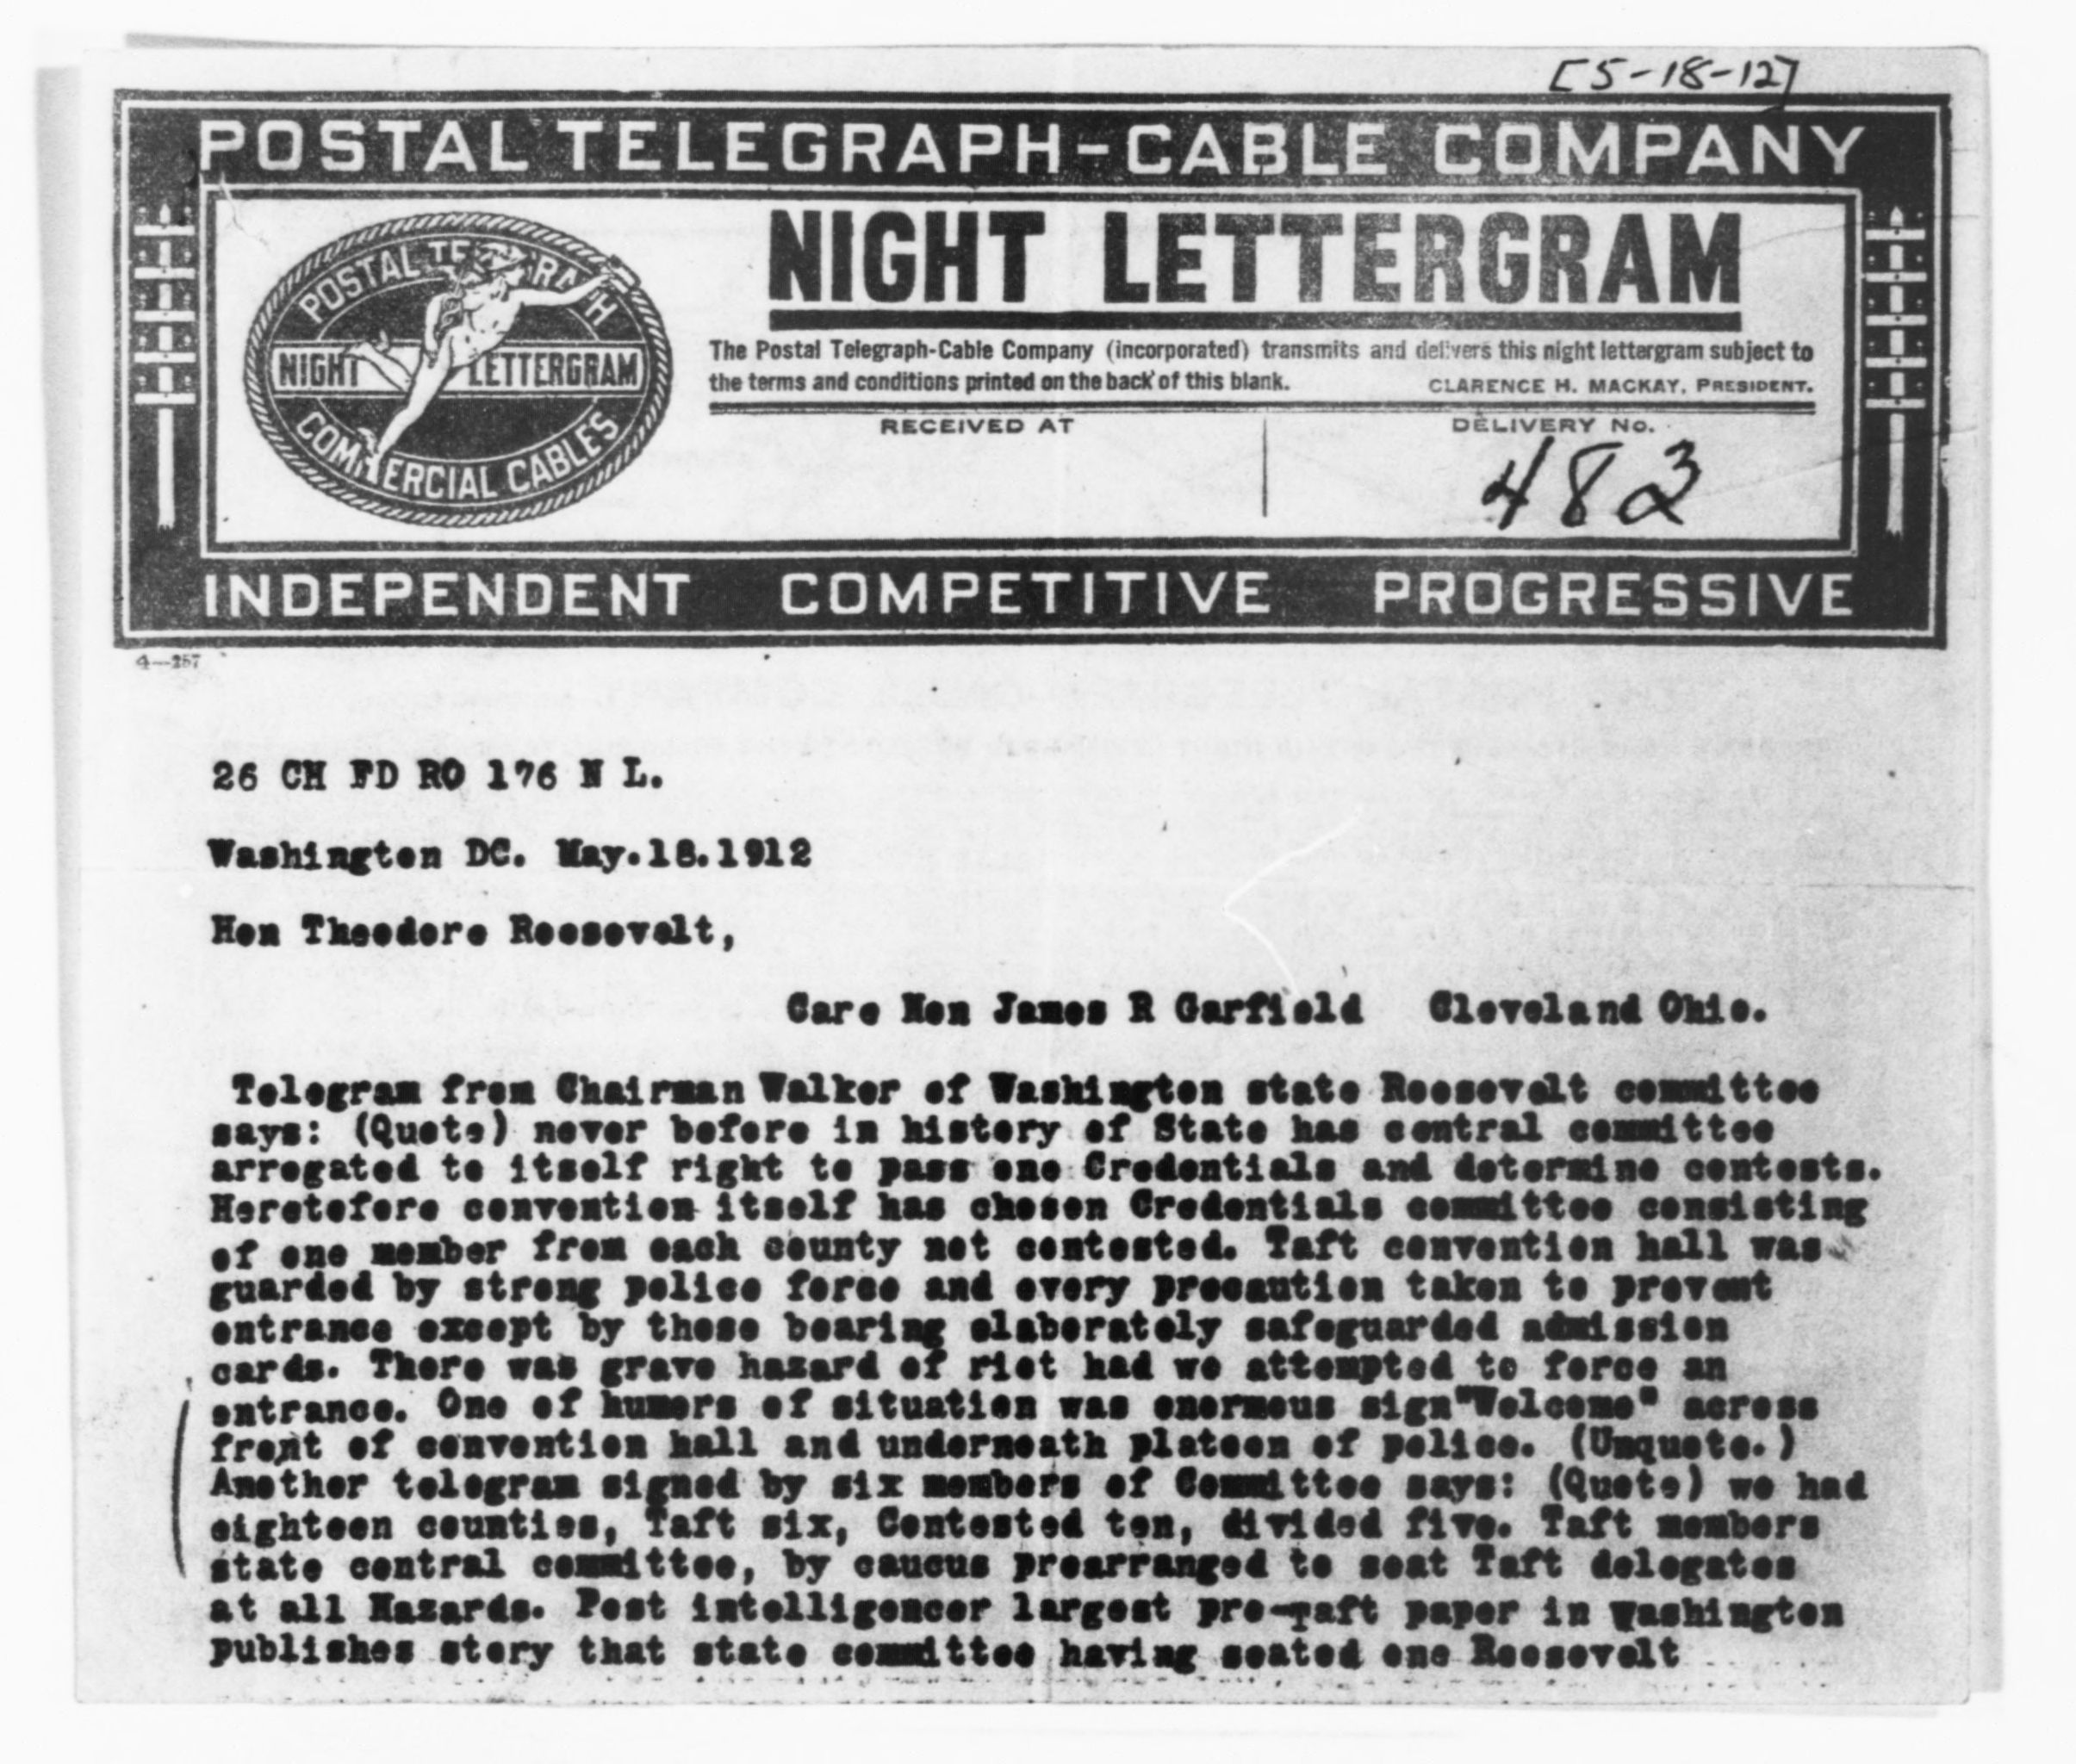 [5-18-12]
POSTAL TELEGRAPH-CABLE COMPANY
POSTAL TELEGRAPH
NIGHT LETTERGRAM
COMMERCIAL CABLES
NIGHT LETTERGRAM
The Postal Telegraph-Cable Company (incorporated) transmits and delivers this night lettergram subject to
the terms and conditions printed on the back of this blank. CLARENCE H. MACKAY, PRESIDENT.
RECEIVED AT DELIVERY No.
482
INDEPENDENT COMPETITIVE PROGRESSIVE
4—257
26 CH FD RO 176 N L.
Washington DC. May.18.1912
Hon Theodore Roosevelt,
Care Hon James R Garfield Cleveland Ohio.
Telegram from Chairman Walker of Washington state Roosevelt committee
says: (Quote) never before in history of State has central committee
arrogated to itself right to pass one Credentials and determine contests.
Heretofore convention itself has chosen Credentials committee consisting
of one member from each county not contested. Taft convention hall was
guarded by strong police force and every precaution taken to prevent
entrance except by those bearing elaborately safeguarded admission
cards. There was grave hazard of riot had we attempted to force an
entrance. One of humors of situation was enormous sign"Welcome" across
front of convention hall and underneath platoon of police. (Unquote.)
Another telegram signed by six members of Committee says: (Quote) we had
eighteen counties, Taft six, Contested ten, divided five. Taft members
state central committee, by caucus prearranged to seat Taft delegates
at all Hazards. Post intelligencer largest pro-Taft paper in Washington
publishes story that state committee having seated one Roosevelt